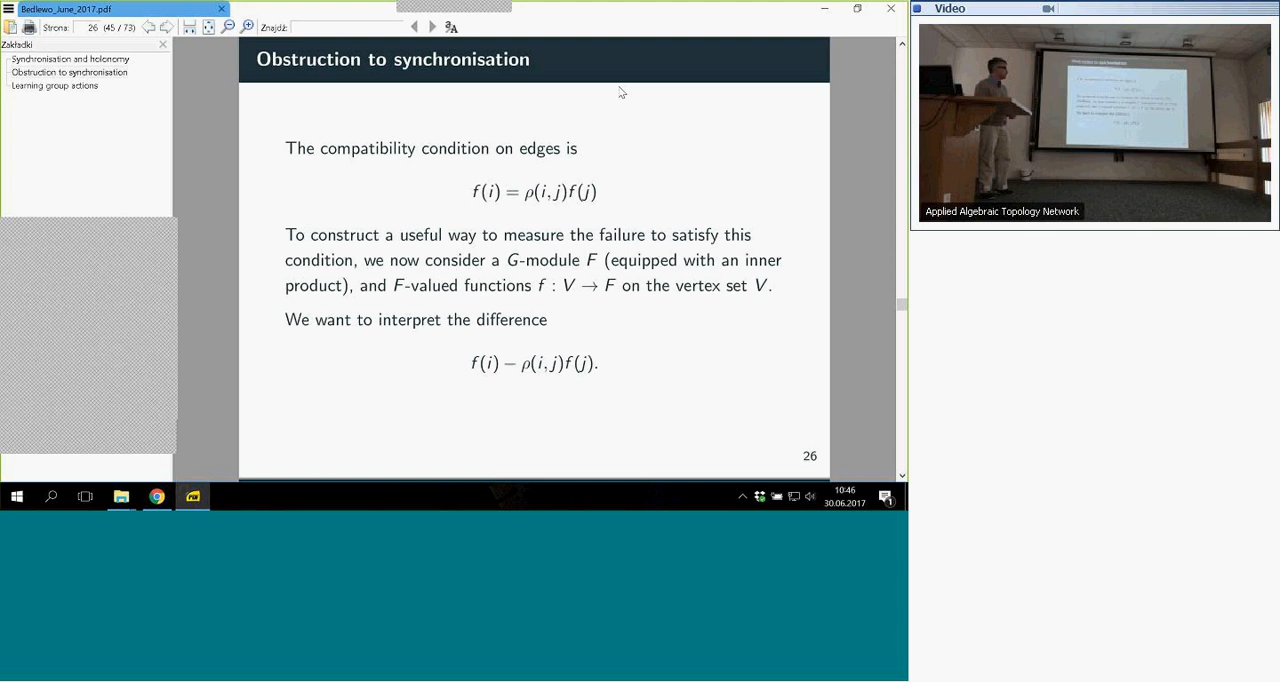 Bedlewo_June_2017.pdf
Strona: 26 (45 / 73) Znajdź:
Zakładki
Synchronisation and holonomy
Obstruction to synchronisation
Learning group actions
Obstruction to synchronisation
The compatibility condition on edges is
f(i) = ρ(i,j)f(j)
To construct a useful way to measure the failure to satisfy this
condition, we now consider a G-module F (equipped with an inner
product), and F-valued functions f : V → F on the vertex set V.
We want to interpret the difference
f(i) − ρ(i,j)f(j).
26
10:46
30.06.2017
1
Video
Applied Algebraic Topology Network